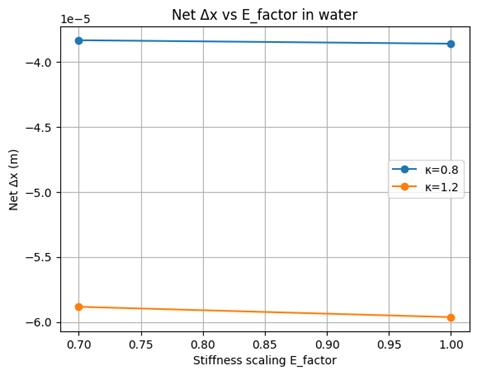 Net Δx vs E_factor in water
1e−5
−4.0
−4.5
−5.0
−5.5
−6.0
Net Δx (m)
κ=0.8
κ=1.2
0.70 0.75 0.80 0.85 0.90 0.95 1.00
Stiffness scaling E_factor